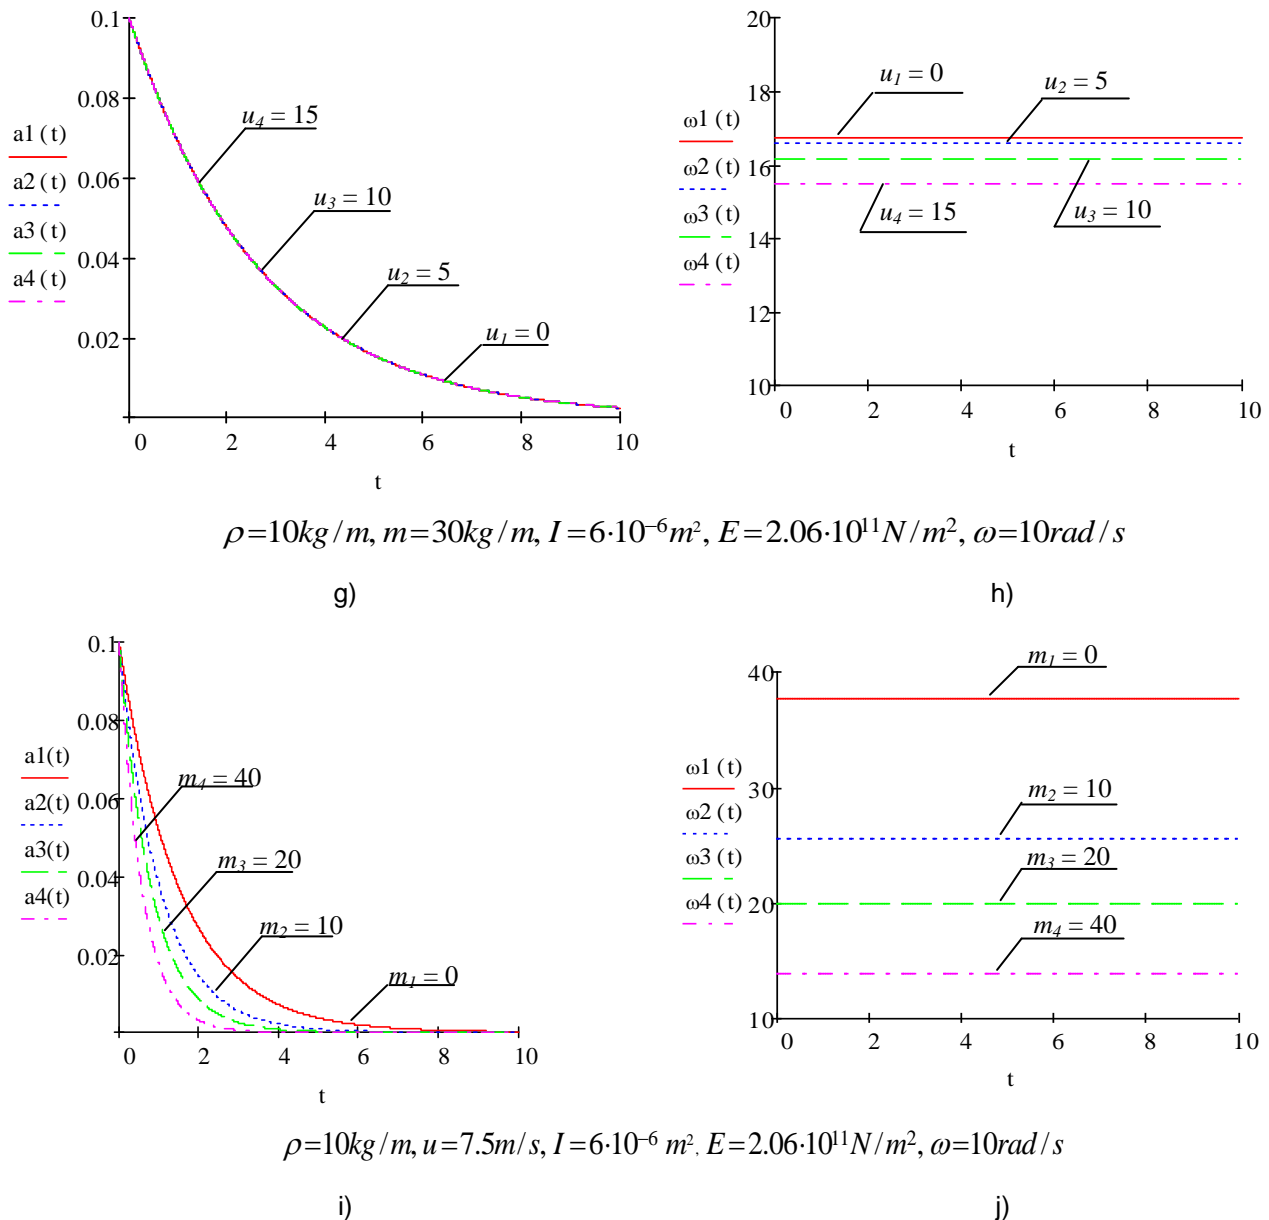 0.1
0.08
0.06
0.04
0.02
a1 (t)
a2 (t)
a3 (t)
a4 (t)
u4 = 15
u3 = 10
u2 = 5
u1 = 0
0 2 4 6 8 10
t
20
18
16
14
12
10
ω1 (t)
ω2 (t)
ω3 (t)
ω4 (t)
u1 = 0
u2 = 5
u4 = 15
u3 = 10
0 2 4 6 8 10
t
ρ=10kg/m, m=30kg/m, I=6·10⁻⁶m², E=2.06·10¹¹N/m², ω=10rad/s
g)
h)
0.1
0.08
0.06
0.04
0.02
a1(t)
a2(t)
a3(t)
a4(t)
m4 = 40
m3 = 20
m2 = 10
m1 = 0
0 2 4 6 8 10
t
40
30
20
10
ω1 (t)
ω2 (t)
ω3 (t)
ω4 (t)
m1 = 0
m2 = 10
m3 = 20
m4 = 40
0 2 4 6 8 10
t
ρ=10kg/m, u=7.5m/s, I=6·10⁻⁶ m², E=2.06·10¹¹N/m², ω=10rad/s
i)
j)